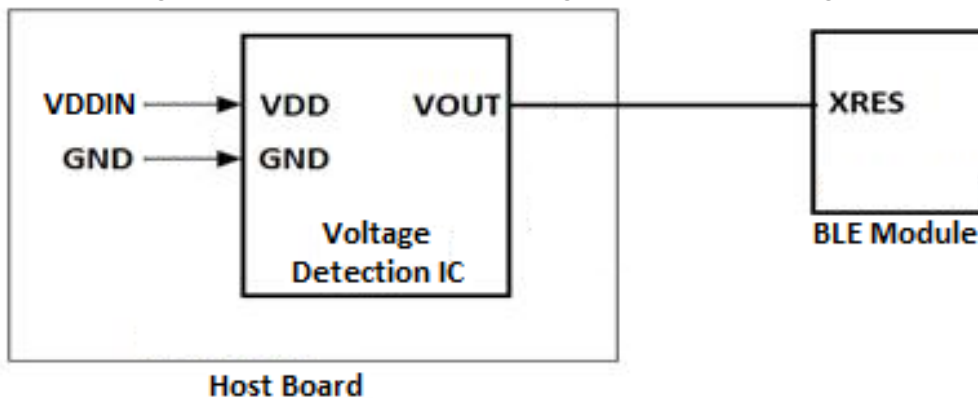 VDDIN
VDD
VOUT
XRES
GND
GND
Voltage
Detection IC
BLE Module
Host Board